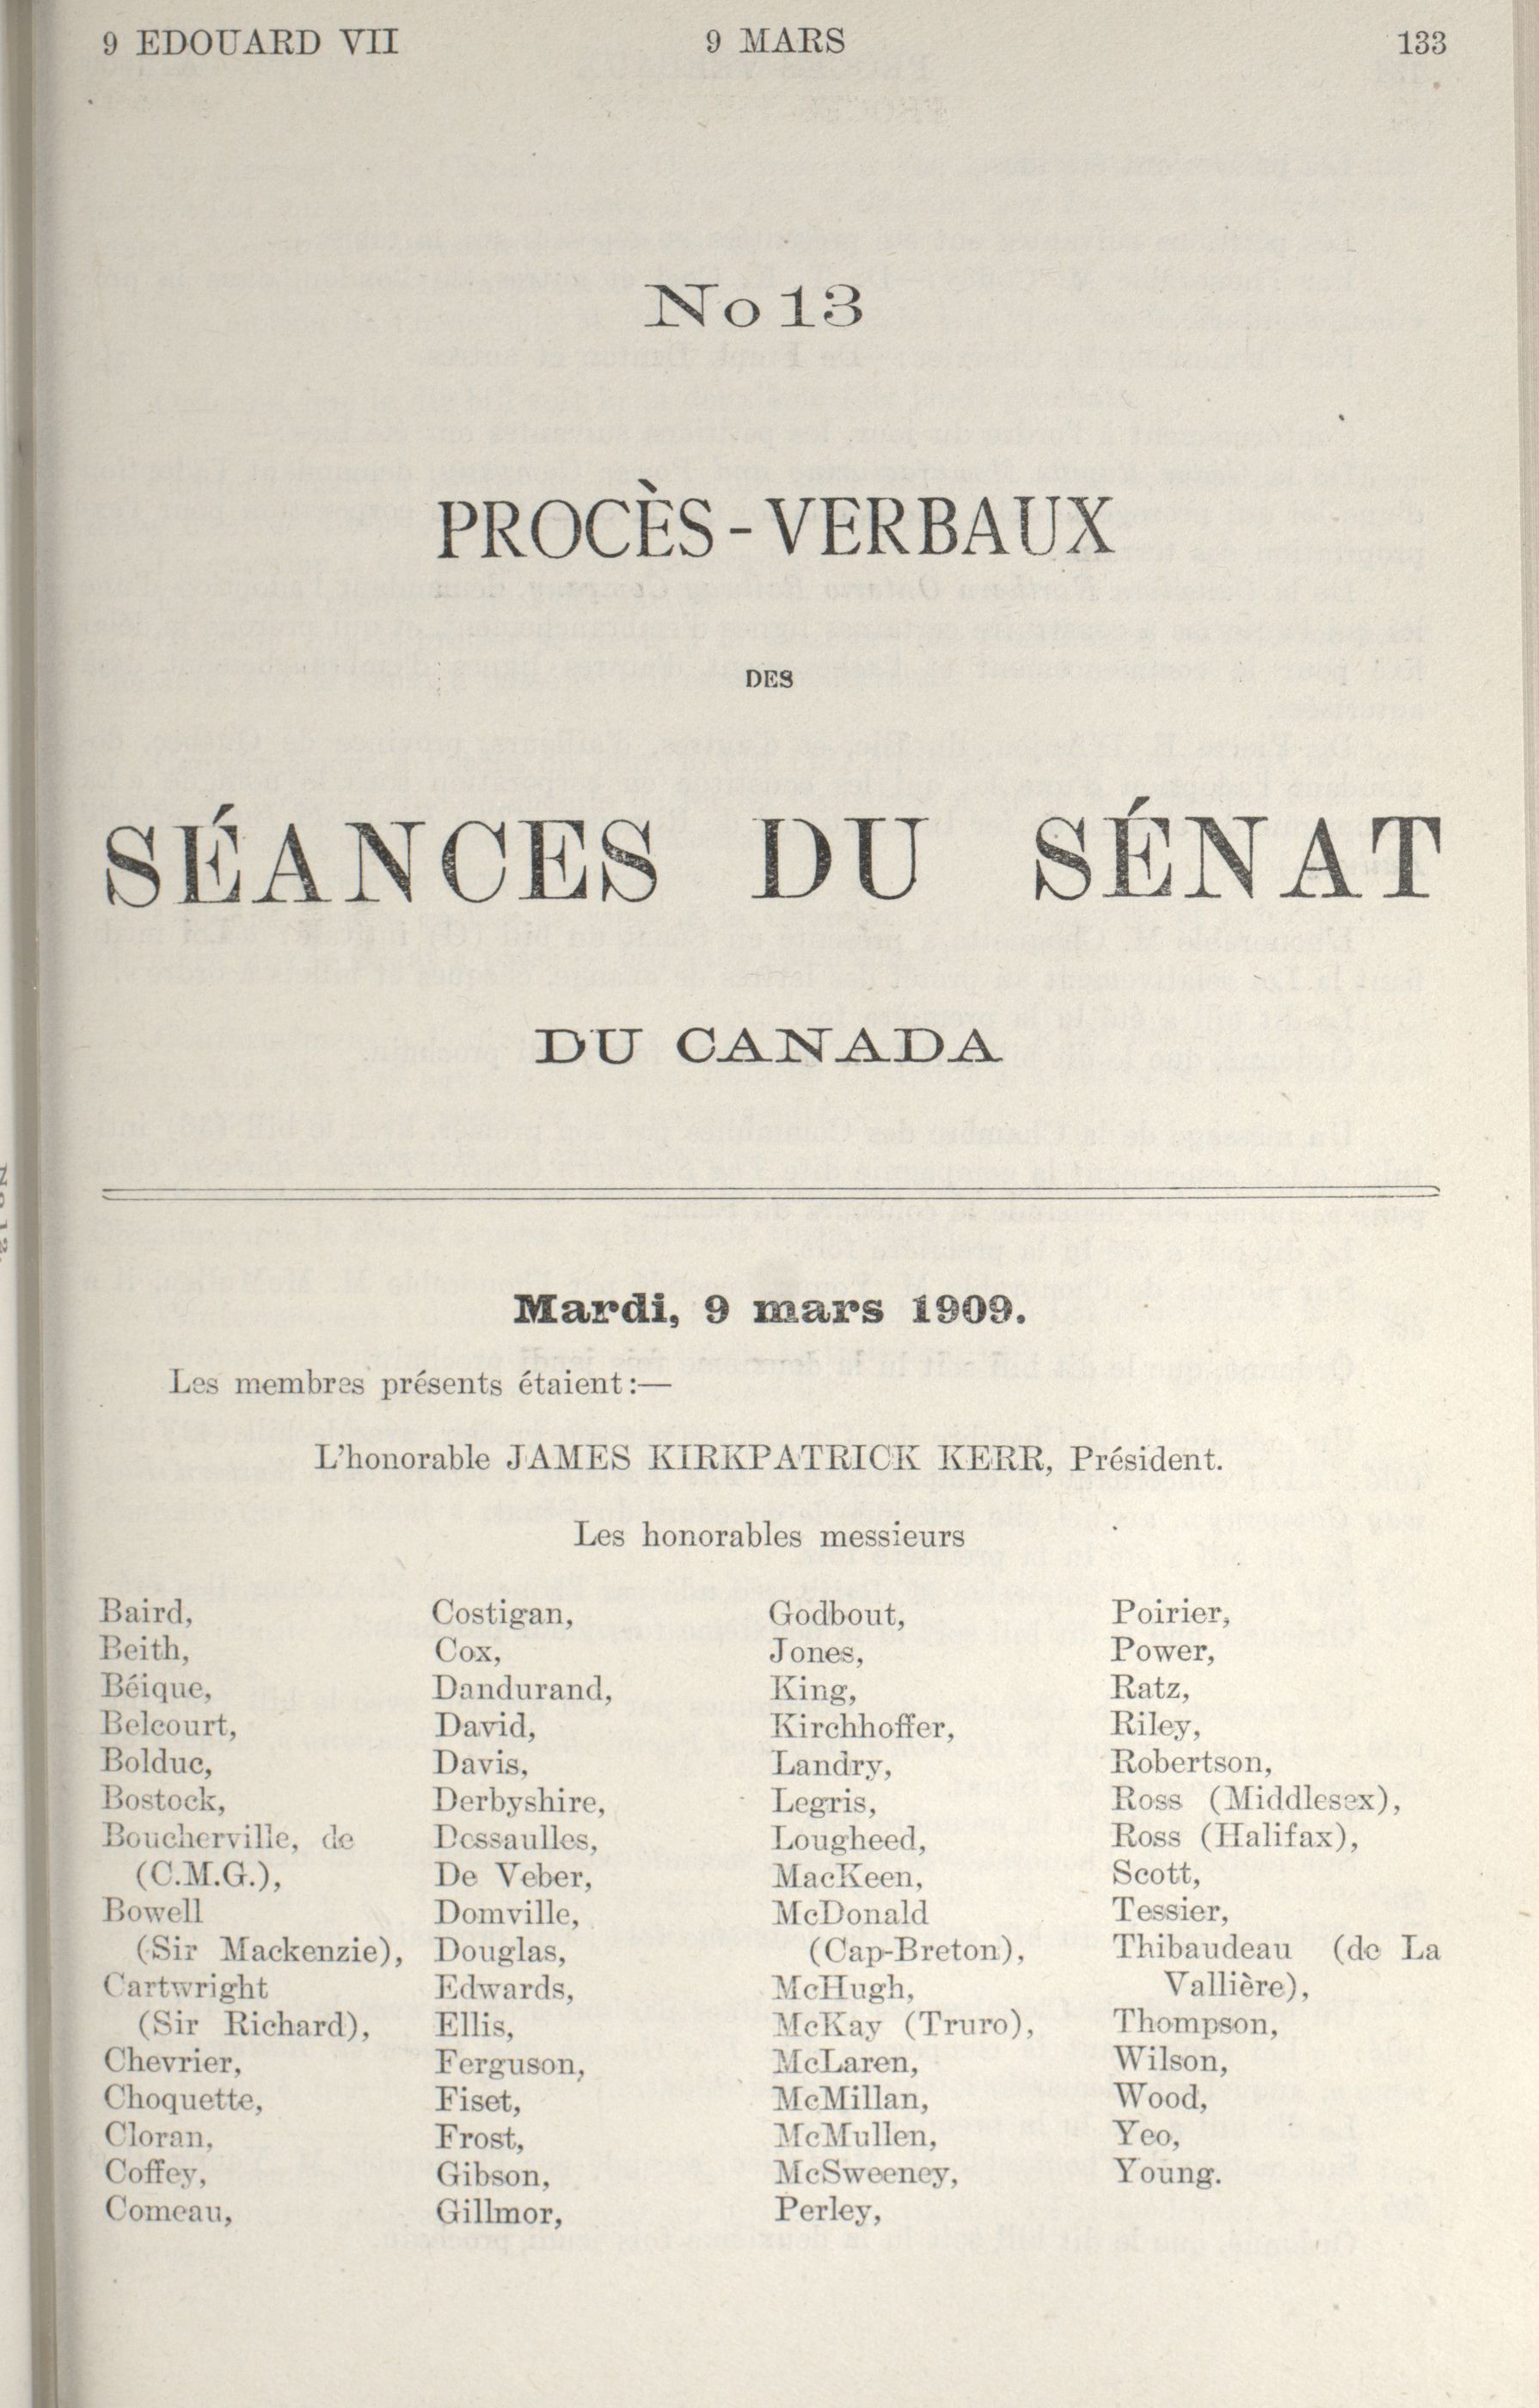 9 EDOUARD VII 9 MARS 133
No 13
PROCÈS-VERBAUX
DES
SÉANCES DU SÉNAT
DU CANADA
Mardi, 9 mars 1909.
Les membres présents étaient:—
L'honorable JAMES KIRKPATRICK KERR, Président.
Les honorables messieurs
Baird,
Beith,
Béique,
Belcourt,
Bolduc,
Bostock,
Boucherville, de
(C.M.G.),
Bowell
(Sir Mackenzie),
Cartwright
(Sir Richard),
Chevrier,
Choquette,
Cloran,
Coffey,
Comeau,
Costigan,
Cox,
Dandurand,
David,
Davis,
Derbyshire,
Dessaulles,
De Veber,
Domville,
Douglas,
Edwards,
Ellis,
Ferguson,
Fiset,
Frost,
Gibson,
Gillmor,
Godbout,
Jones,
King,
Kirchhoffer,
Landry,
Legris,
Lougheed,
MacKeen,
McDonald
(Cap-Breton),
McHugh,
McKay (Truro),
McLaren,
McMillan,
McMullen,
McSweeney,
Perley,
Poirier,
Power,
Ratz,
Riley,
Robertson,
Ross (Middlesex),
Ross (Halifax),
Scott,
Tessier,
Thibaudeau (de La
Vallière),
Thompson,
Wilson,
Wood,
Yeo,
Young.